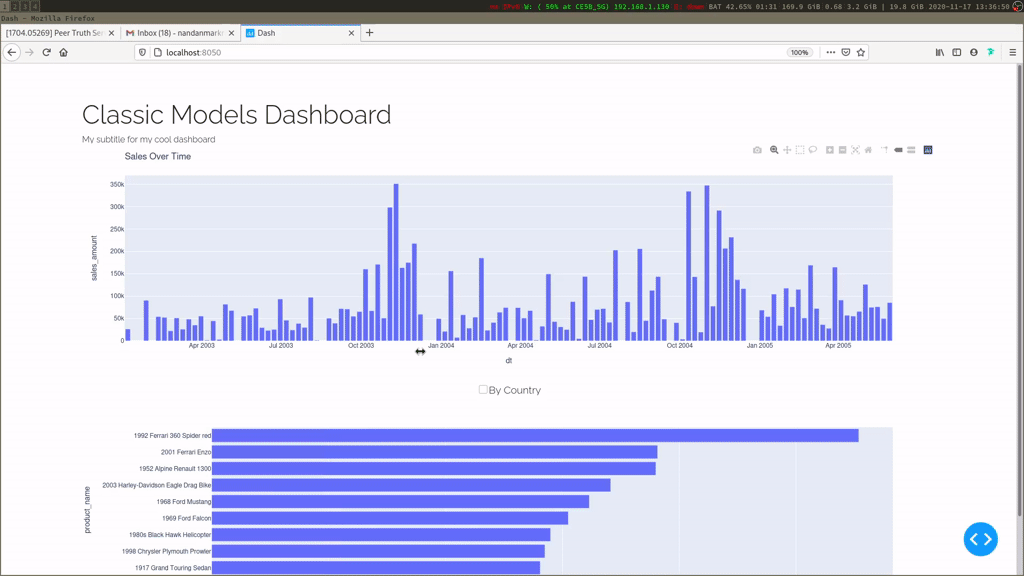 1 2 3 4 no IPv6 W: ( 50% at CE5B_5G) 192.168.1.130 E: down BAT 42.65% 01:31 169.9 GiB 0.68 3.2 GiB | 19.8 GiB 2020-11-17 13:36:50
Dash - Mozilla Firefox
[1704.05269] Peer Truth Se Inbox (18) - nandanmark Dash
localhost:8050 100%
Classic Models Dashboard
My subtitle for my cool dashboard
Sales Over Time
350k
300k
250k
200k
150k
100k
50k
0
sales_amount
Apr 2003 Jul 2003 Oct 2003 Jan 2004 Apr 2004 Jul 2004 Oct 2004 Jan 2005 Apr 2005
dt
By Country
product_name
1992 Ferrari 360 Spider red
2001 Ferrari Enzo
1952 Alpine Renault 1300
2003 Harley-Davidson Eagle Drag Bike
1968 Ford Mustang
1969 Ford Falcon
1980s Black Hawk Helicopter
1998 Chrysler Plymouth Prowler
1917 Grand Touring Sedan